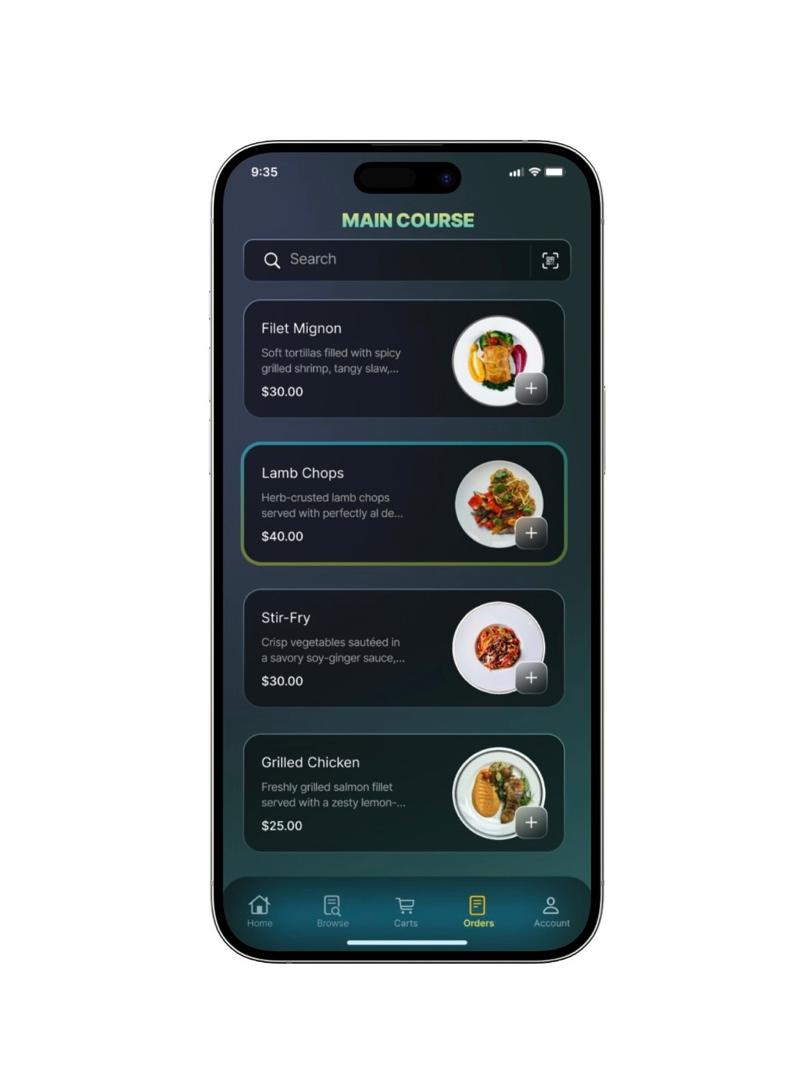 9:35
MAIN COURSE
Search
Filet Mignon
Soft tortillas filled with spicy
grilled shrimp, tangy slaw,...
$30.00
Lamb Chops
Herb-crusted lamb chops
served with perfectly al de...
$40.00
Stir-Fry
Crisp vegetables sautéed in
a savory soy-ginger sauce,...
$30.00
Grilled Chicken
Freshly grilled salmon fillet
served with a zesty lemon-...
$25.00
Home Browse Carts Orders Account